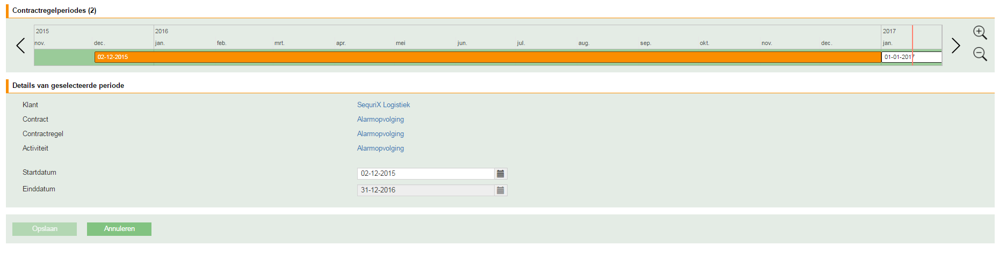 Contractregelperiodes (2)
2015 2016 2017
nov. dec. jan. feb. mrt. apr. mei jun. jul. aug. sep. okt. nov. dec. jan.
02-12-2015 01-01-2017
Details van geselecteerde periode
Klant SequriX Logistiek
Contract Alarmopvolging
Contractregel Alarmopvolging
Activiteit Alarmopvolging
Startdatum 02-12-2015
Einddatum 31-12-2016
Opslaan Annuleren